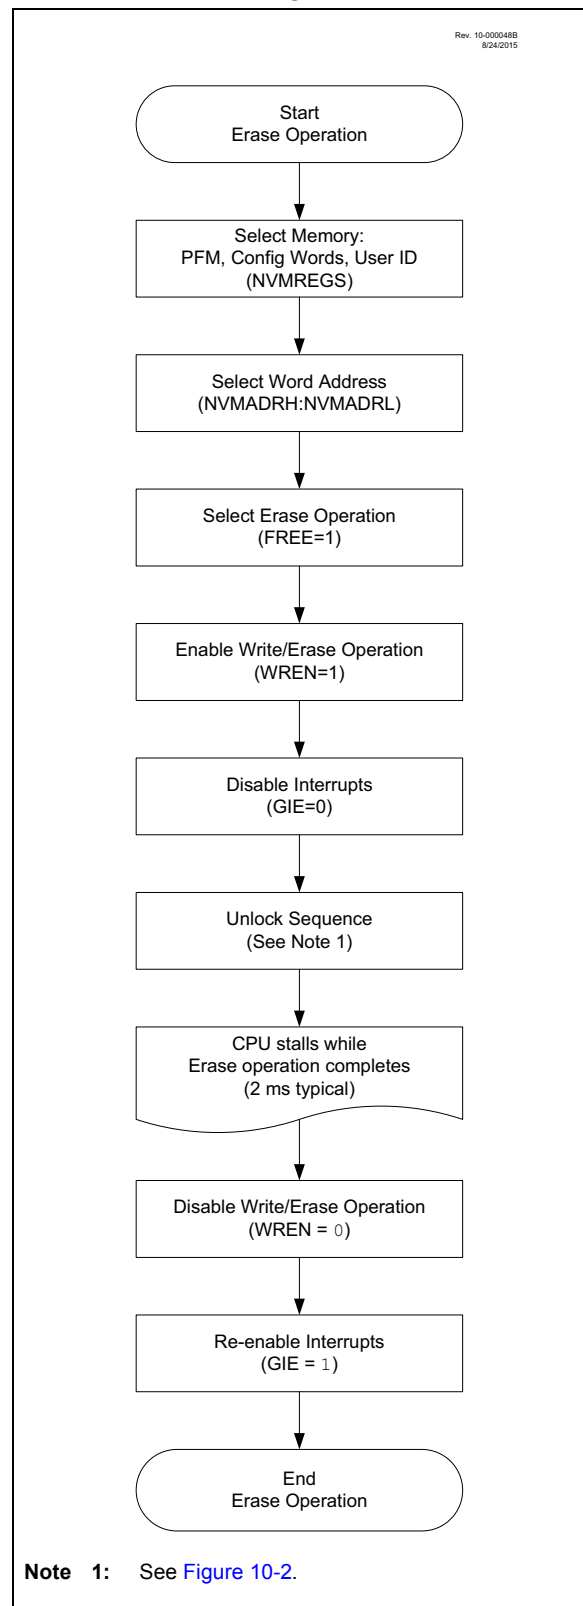 Rev. 10-000048B
8/24/2015
Start
Erase Operation
Select Memory:
PFM, Config Words, User ID
(NVMREGS)
Select Word Address
(NVMADRH:NVMADRL)
Select Erase Operation
(FREE=1)
Enable Write/Erase Operation
(WREN=1)
Disable Interrupts
(GIE=0)
Unlock Sequence
(See Note 1)
CPU stalls while
Erase operation completes
(2 ms typical)
Disable Write/Erase Operation
(WREN = 0)
Re-enable Interrupts
(GIE = 1)
End
Erase Operation
Note 1: See Figure 10-2.